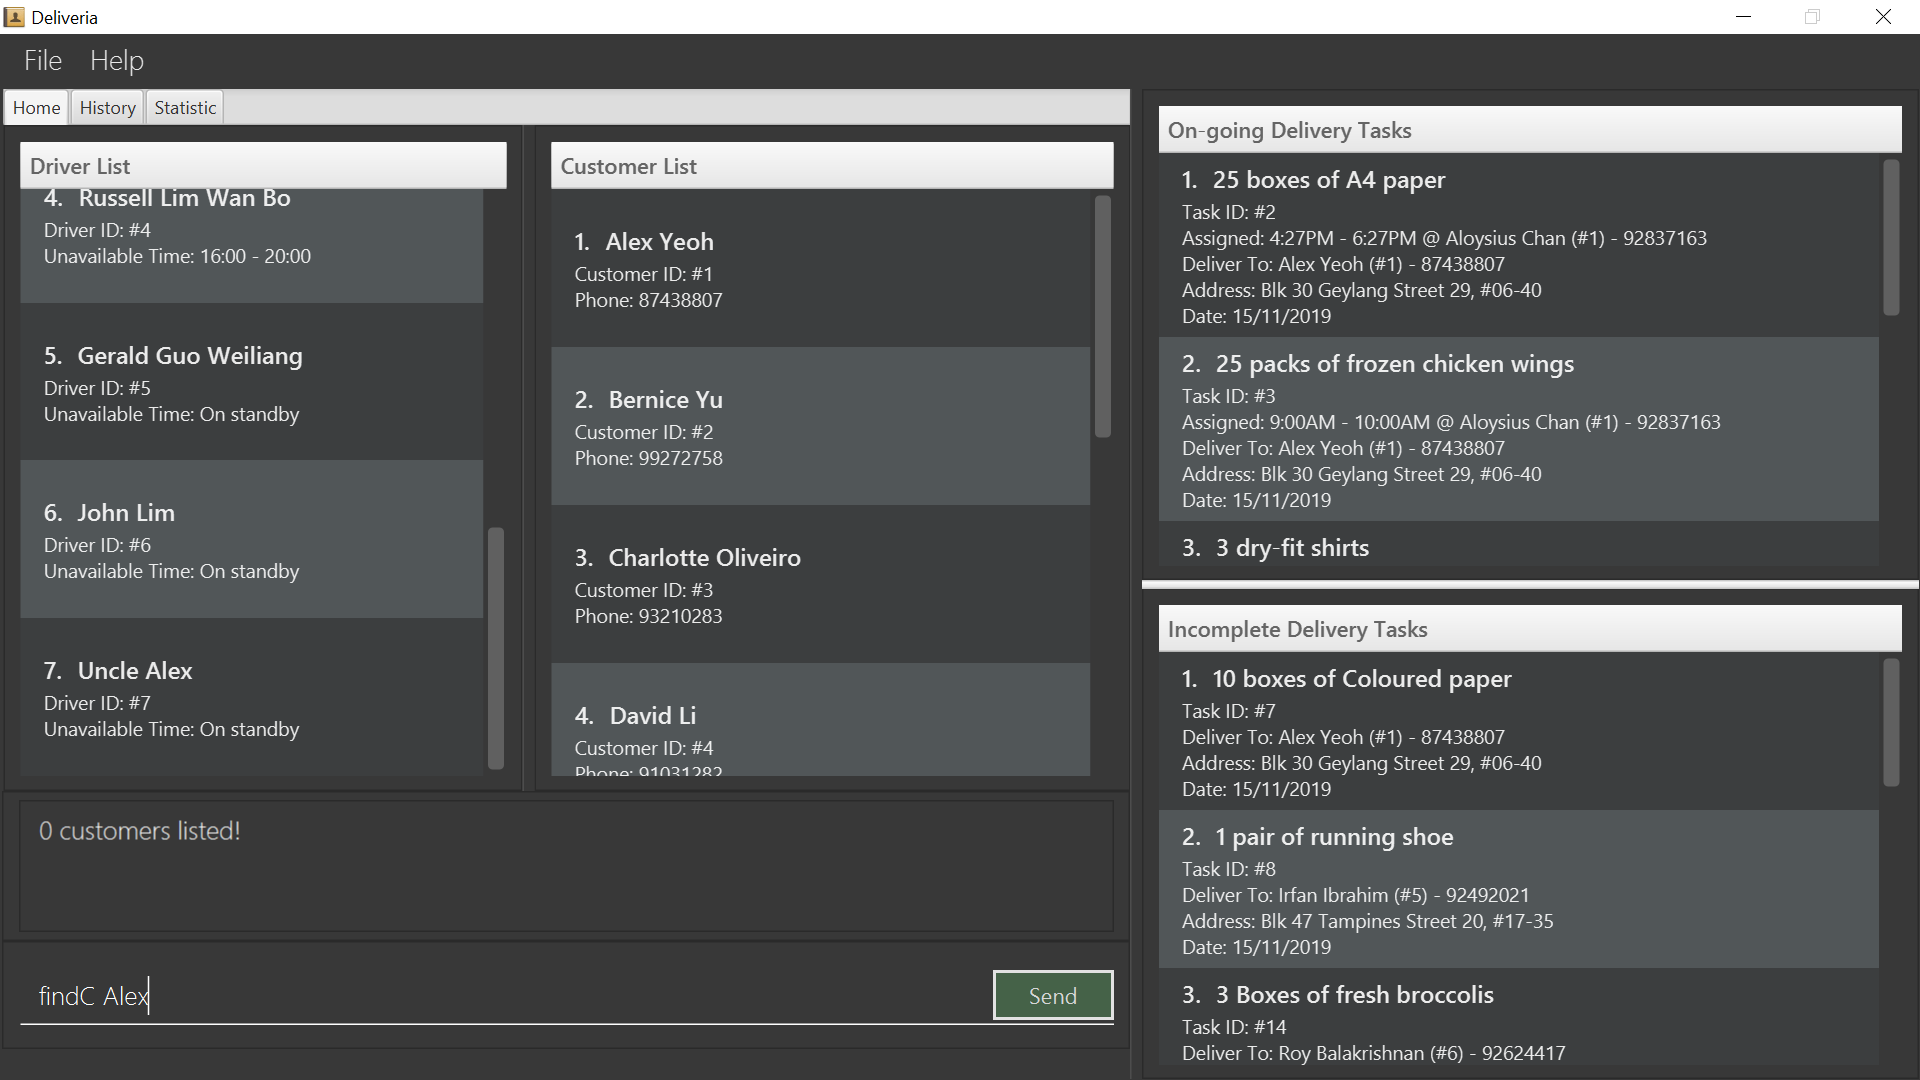 Deliveria
File Help
Home History Statistic
Driver List
4. Russell Lim Wan Bo
Driver ID: #4
Unavailable Time: 16:00 - 20:00
5. Gerald Guo Weiliang
Driver ID: #5
Unavailable Time: On standby
6. John Lim
Driver ID: #6
Unavailable Time: On standby
7. Uncle Alex
Driver ID: #7
Unavailable Time: On standby
Customer List
1. Alex Yeoh
Customer ID: #1
Phone: 87438807
2. Bernice Yu
Customer ID: #2
Phone: 99272758
3. Charlotte Oliveiro
Customer ID: #3
Phone: 93210283
4. David Li
Customer ID: #4
Phone: 91031282
0 customers listed!
findC Alex
Send
On-going Delivery Tasks
1. 25 boxes of A4 paper
Task ID: #2
Assigned: 4:27PM - 6:27PM @ Aloysius Chan (#1) - 92837163
Deliver To: Alex Yeoh (#1) - 87438807
Address: Blk 30 Geylang Street 29, #06-40
Date: 15/11/2019
2. 25 packs of frozen chicken wings
Task ID: #3
Assigned: 9:00AM - 10:00AM @ Aloysius Chan (#1) - 92837163
Deliver To: Alex Yeoh (#1) - 87438807
Address: Blk 30 Geylang Street 29, #06-40
Date: 15/11/2019
3. 3 dry-fit shirts
Incomplete Delivery Tasks
1. 10 boxes of Coloured paper
Task ID: #7
Deliver To: Alex Yeoh (#1) - 87438807
Address: Blk 30 Geylang Street 29, #06-40
Date: 15/11/2019
2. 1 pair of running shoe
Task ID: #8
Deliver To: Irfan Ibrahim (#5) - 92492021
Address: Blk 47 Tampines Street 20, #17-35
Date: 15/11/2019
3. 3 Boxes of fresh broccolis
Task ID: #14
Deliver To: Roy Balakrishnan (#6) - 92624417